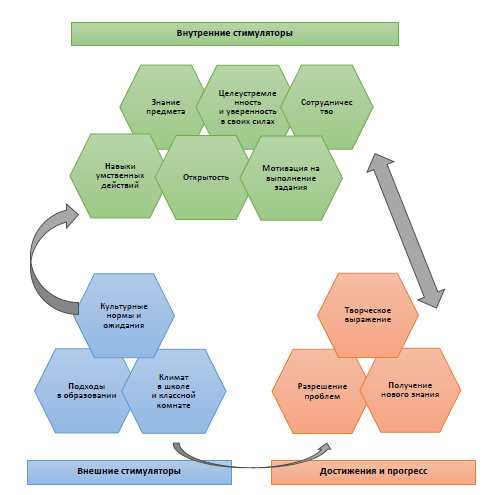 Внутренние стимуляторы
Знание
предмета
Целеустремле
нность
и уверенность
в своих силах
Сотрудничес
тво
Навыки
умственных
действий
Открытость
Мотивация на
выполнение
задания
Культурные
нормы и
ожидания
Творческое
выражение
Подходы
в образовании
Климат
в школе
и классной
комнате
Разрешение
проблем
Получение
нового знания
Внешние стимуляторы
Достижения и прогресс